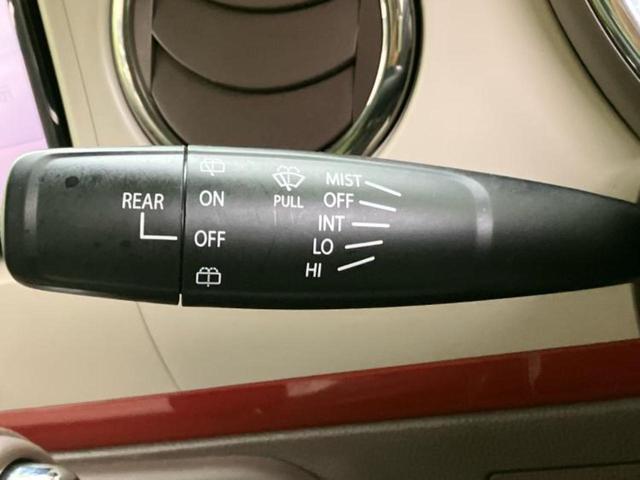 REAR
ON
OFF
PULL
MIST
OFF
INT
LO
HI